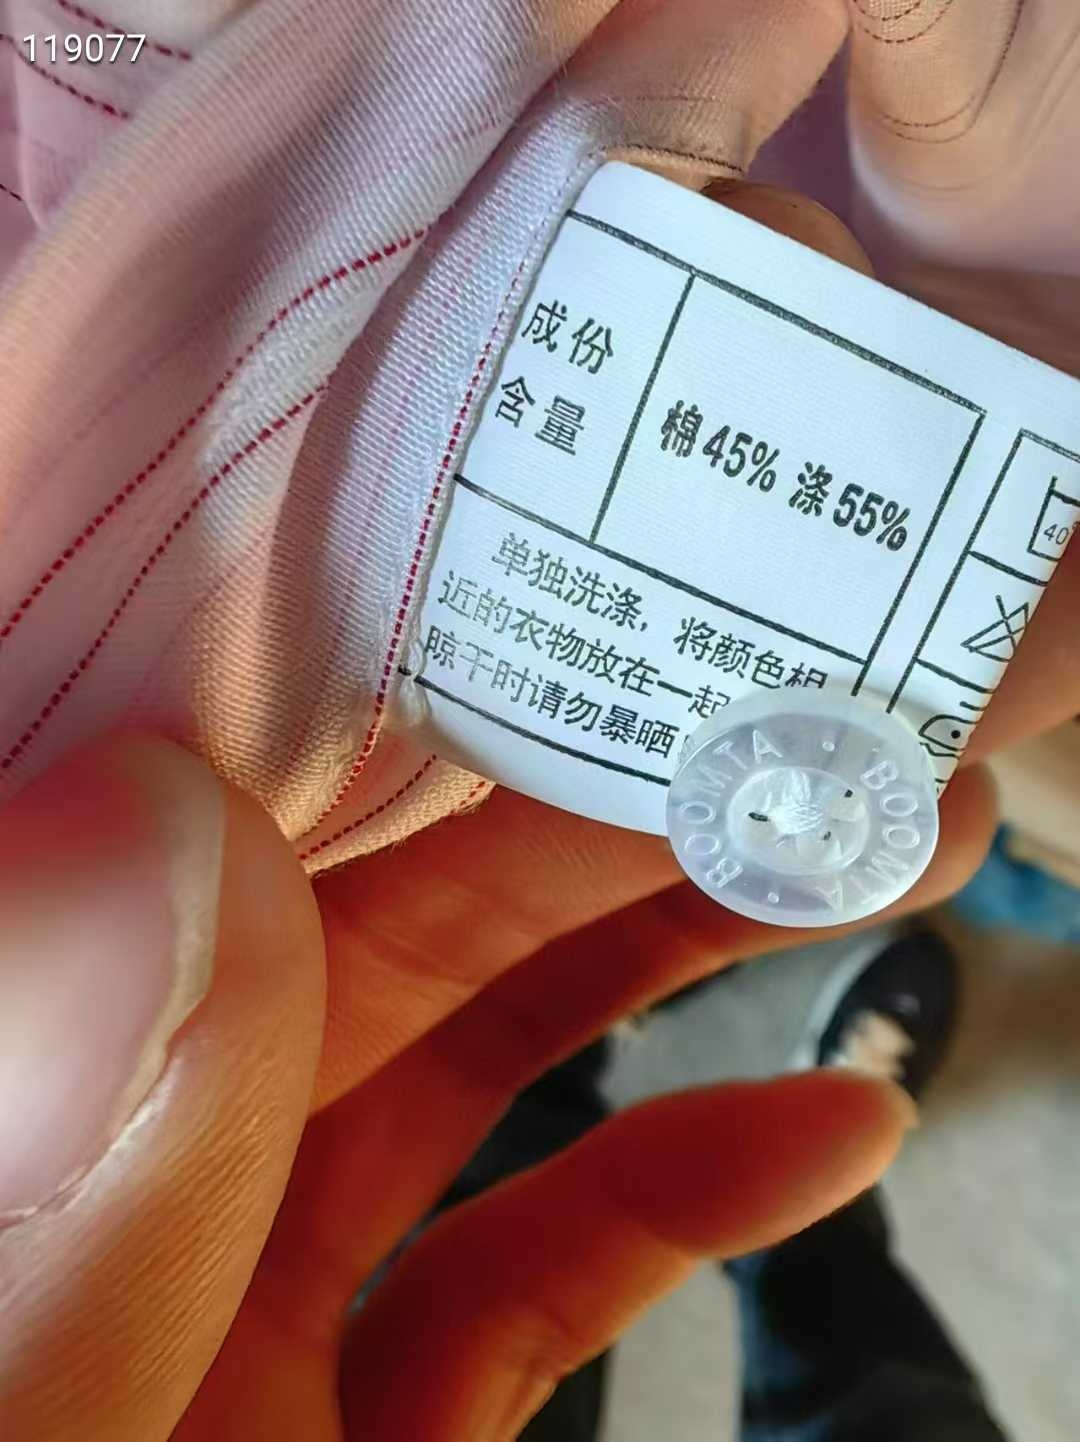 119077
成份
含量
棉45% 涤55%
40
单独洗涤，将颜色相
近的衣物放在一起
晾干时请勿暴晒
BOOMTA · BOOMTA ·